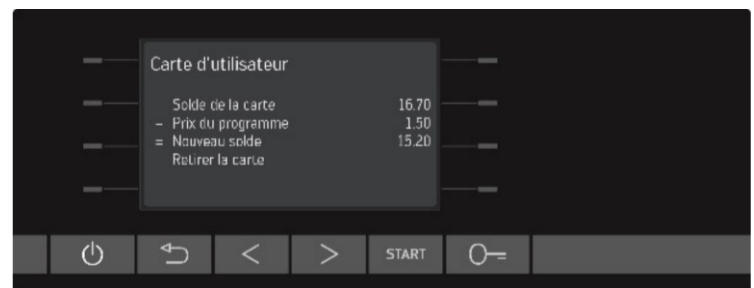 Carte d'utilisateur
Solde de la carte 16.70
– Prix du programme 1.50
= Nouveau solde 15.20
Retirer la carte
START